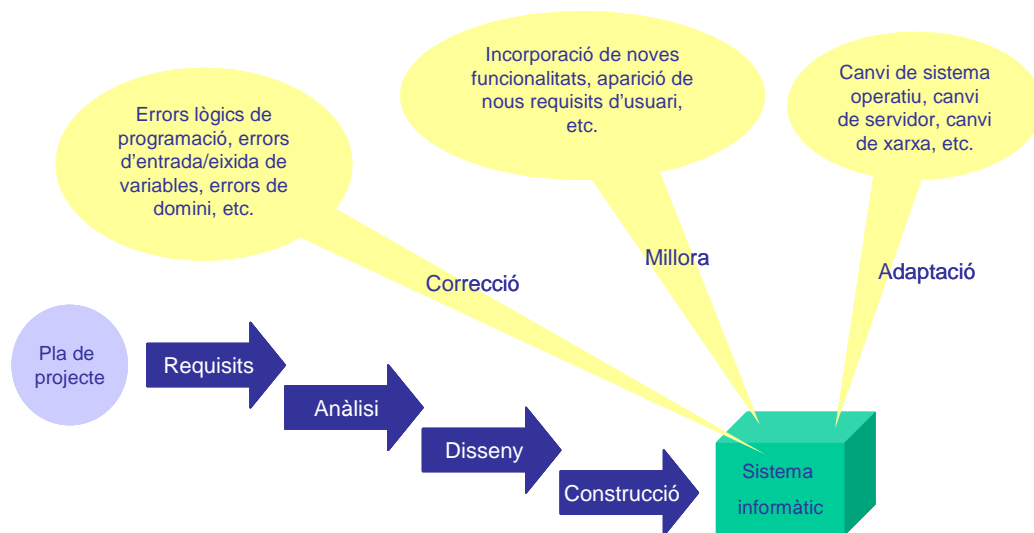 Incorporació de noves
funcionalitats, aparició de
nous requisits d'usuari,
etc.
Canvi de sistema
operatiu, canvi
de servidor, canvi
de xarxa, etc.
Errors lògics de
programació, errors
d'entrada/eixida de
variables, errors de
domini, etc.
Millora
Adaptació
Correcció
Pla de
projecte
Requisits
Anàlisi
Disseny
Construcció
Sistema
informàtic